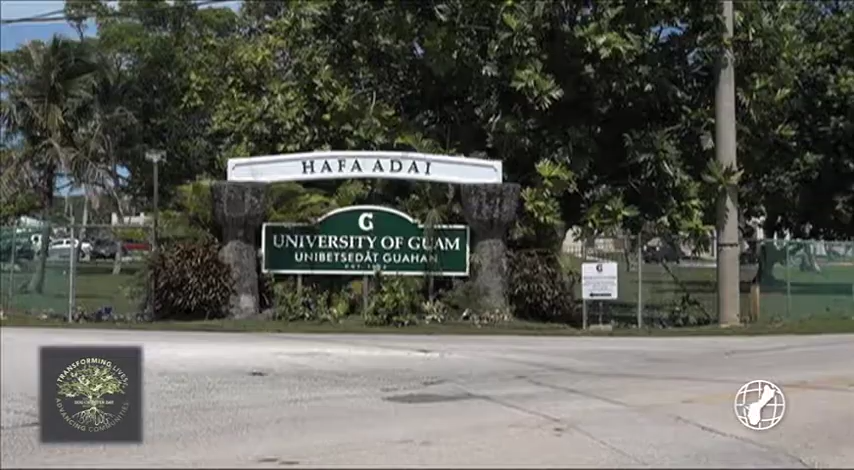 HAFA ADAI
G
UNIVERSITY OF GUAM
UNIBETSEDÅT GUAHAN
G
TRANSFORMING LIVES
ADVANCING COMMUNITIES